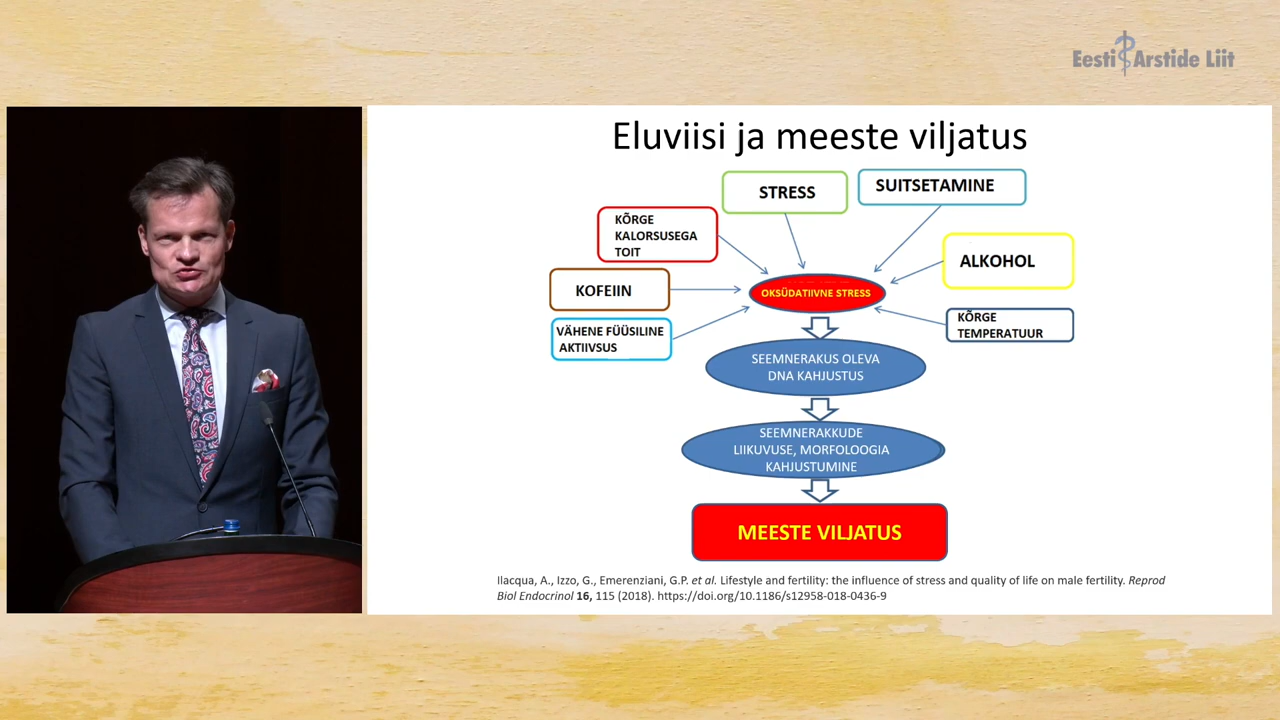 Eesti Arstide Liit
Eluviisi ja meeste viljatus
STRESS
SUITSETAMINE
KÕRGE
KALORSUSEGA
TOIT
ALKOHOL
KOFEIIN
OKSÜDATIIVNE STRESS
VÄHENE FÜÜSILINE
AKTIIVSUS
KÕRGE
TEMPERATUUR
SEEMNERAKUS OLEVA
DNA KAHJUSTUS
SEEMNERAKKUDE
LIIKUVUSE, MORFOLOOGIA
KAHJUSTUMINE
MEESTE VILJATUS
Ilacqua, A., Izzo, G., Emerenziani, G.P. et al. Lifestyle and fertility: the influence of stress and quality of life on male fertility. Reprod
Biol Endocrinol 16, 115 (2018). https://doi.org/10.1186/s12958-018-0436-9